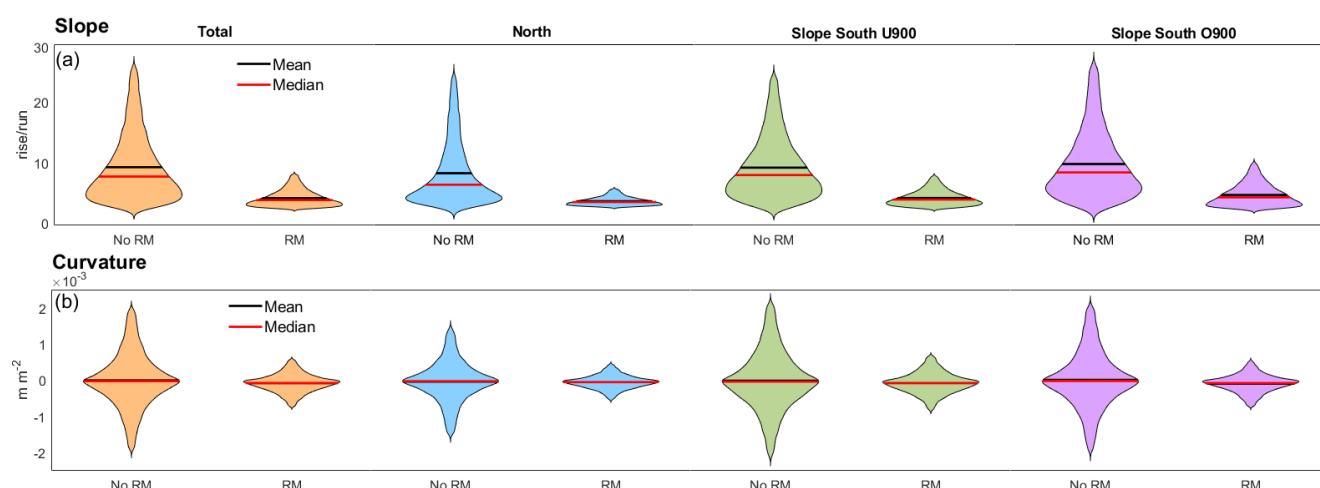 Slope
Total North Slope South U900 Slope South O900
(a)
Mean
Median
rise/run
30
20
10
0
No RM RM No RM RM No RM RM No RM RM
Curvature
×10⁻³
(b)
Mean
Median
m m⁻²
2
1
0
-1
-2
No RM RM No RM RM No RM RM No RM RM